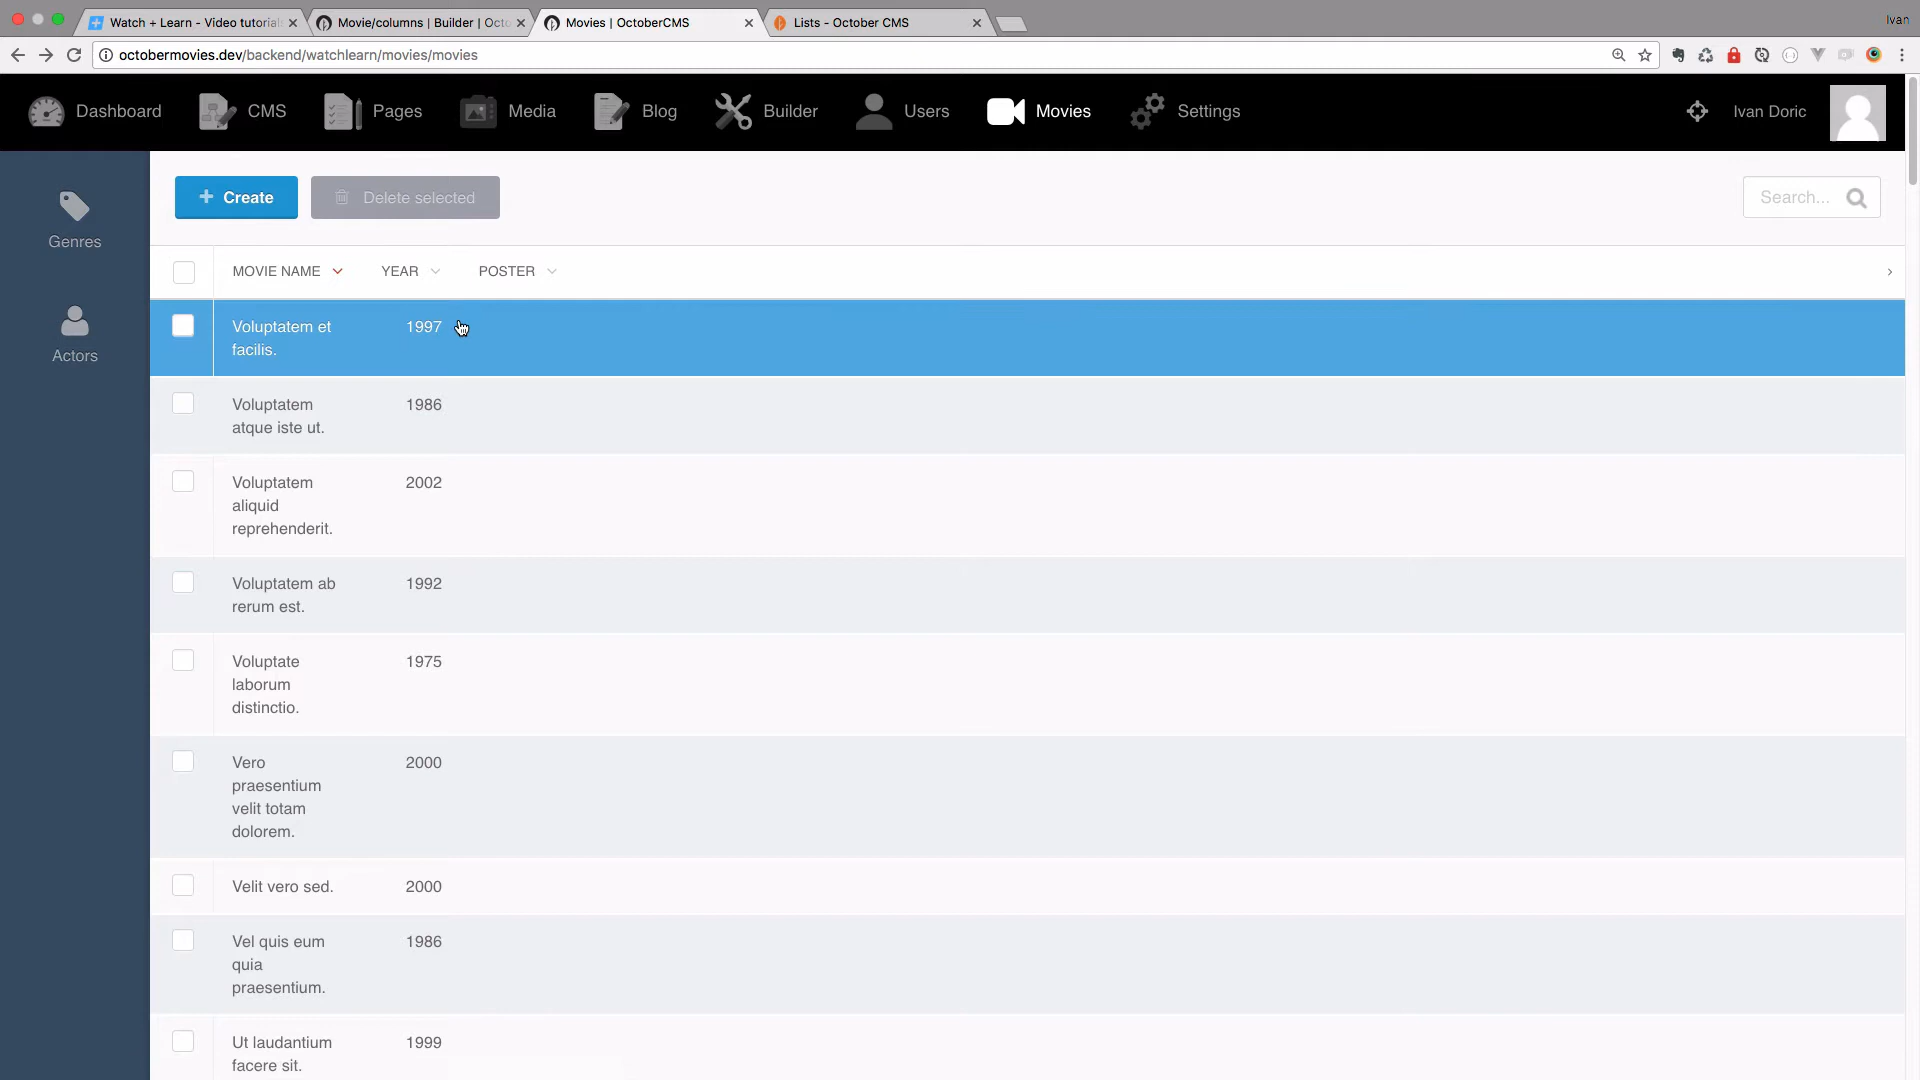 Watch + Learn - Video tutorial
Movie/columns | Builder | Octo
Movies | OctoberCMS
Lists - October CMS
Ivan
octobermovies.dev/backend/watchlearn/movies/movies
Dashboard
CMS
Pages
Media
Blog
Builder
Users
Movies
Settings
Ivan Doric
Genres
Actors
+ Create
Delete selected
Search...
MOVIE NAME
YEAR
POSTER
Voluptatem et
facilis.
1997
Voluptatem
atque iste ut.
1986
Voluptatem
aliquid
reprehenderit.
2002
Voluptatem ab
rerum est.
1992
Voluptate
laborum
distinctio.
1975
Vero
praesentium
velit totam
dolorem.
2000
Velit vero sed.
2000
Vel quis eum
quia
praesentium.
1986
Ut laudantium
facere sit.
1999